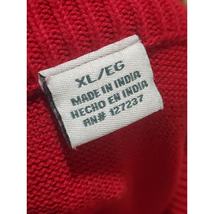 XL/EG
MADE IN INDIA
HECHO EN INDIA
RN# 127237